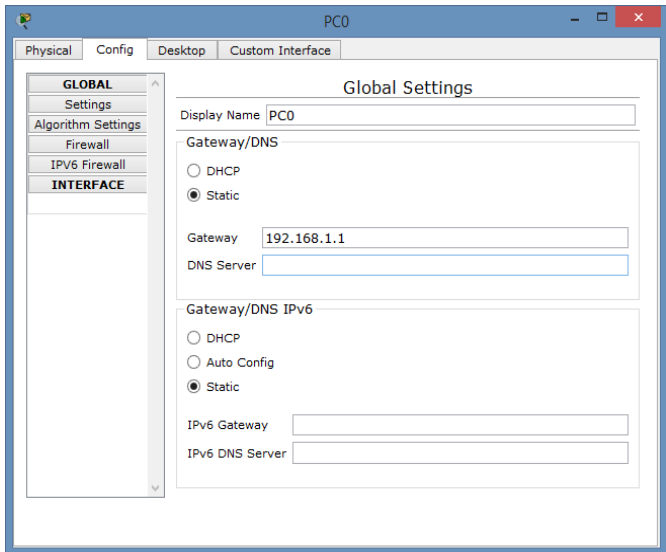 PC0
Physical Config Desktop Custom Interface
GLOBAL
Settings
Algorithm Settings
Firewall
IPV6 Firewall
INTERFACE
Global Settings
Display Name PC0
Gateway/DNS
DHCP
Static
Gateway 192.168.1.1
DNS Server
Gateway/DNS IPv6
DHCP
Auto Config
Static
IPv6 Gateway
IPv6 DNS Server